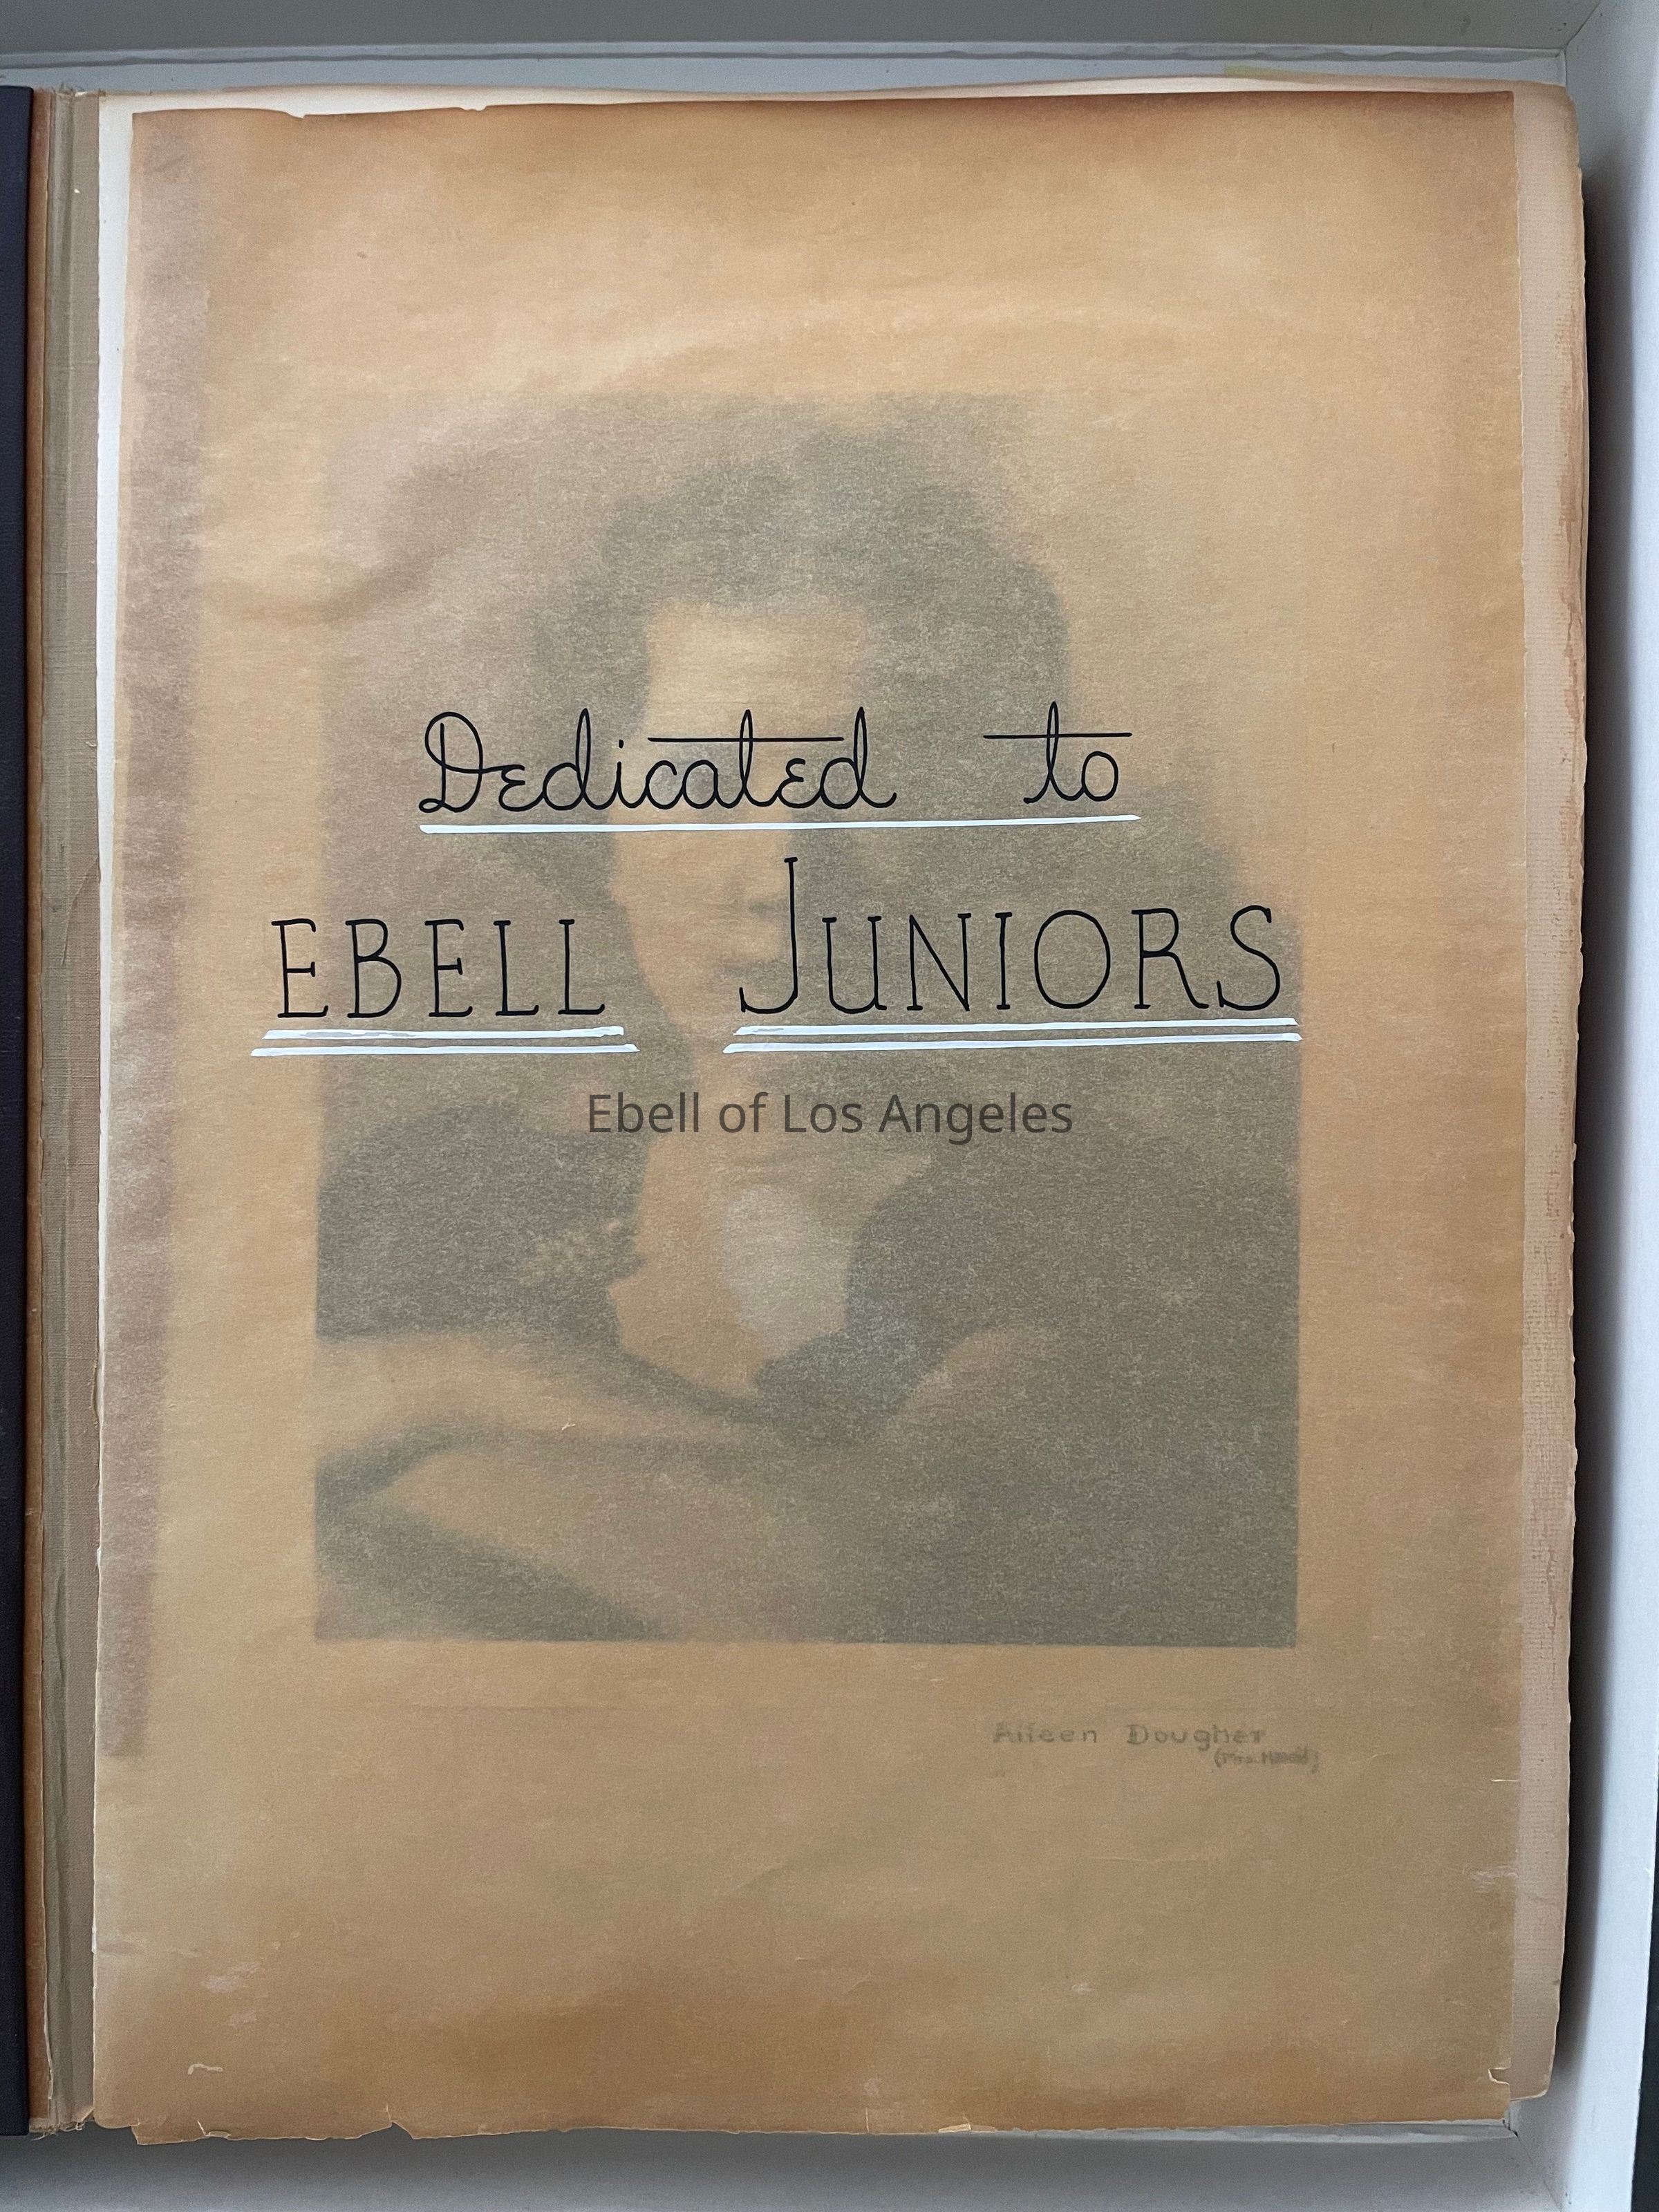 Dedicated to
EBELL JUNIORS
Ebell of Los Angeles
Aileen Dougher